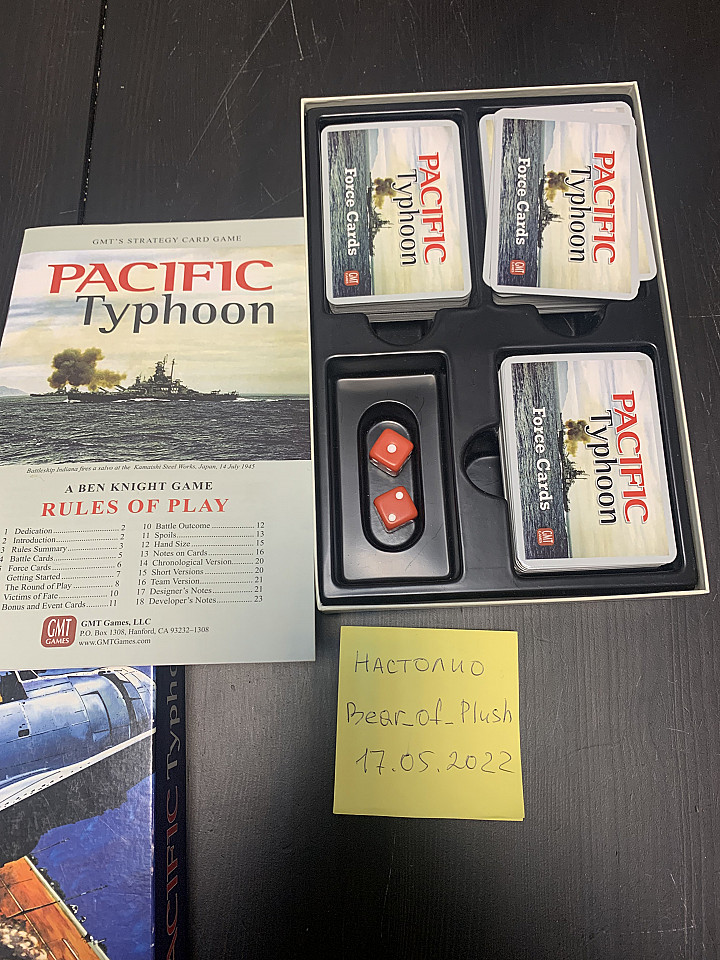 GMT'S STRATEGY CARD GAME
PACIFIC
Typhoon
Battleship Indiana fires a salvo at the Kamaishi Steel Works, Japan, 14 July 1945
A BEN KNIGHT GAME
RULES OF PLAY
1 Dedication 2
2 Introduction 2
3 Rules Summary 3
4 Battle Cards 5
Force Cards 6
Getting Started 7
The Round of Play 8
Victims of Fate 10
Bonus and Event Cards 11
10 Battle Outcome 12
11 Spoils 13
12 Hand Size 15
13 Notes on Cards 16
14 Chronological Version 20
15 Short Versions 20
16 Team Version 21
17 Designer's Notes 21
18 Developer's Notes 23
GMT
GAMES
GMT Games, LLC
P.O. Box 1308, Hanford, CA 93232–1308
www.GMTGames.com
PACIFIC
Typhoon
Force Cards
GMT
PACIFIC
Typhoon
Force Cards
GMT
PACIFIC
Typhoon
Force Cards
GMT
НАСТОЛИО
Bear_of_Plush
17.05.2022
ACIFIC Typho